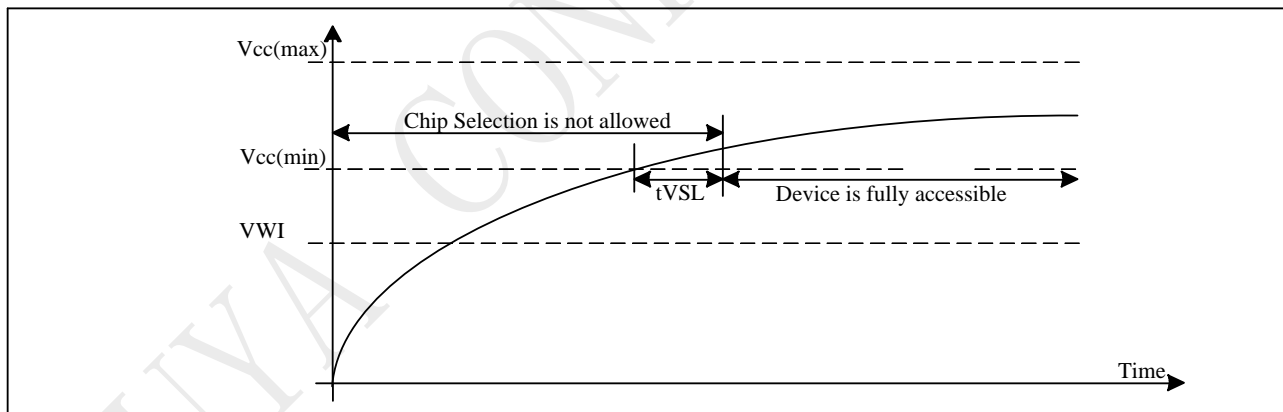 Vcc(max)
Chip Selection is not allowed
Vcc(min)
tVSL
Device is fully accessible
VWI
Time